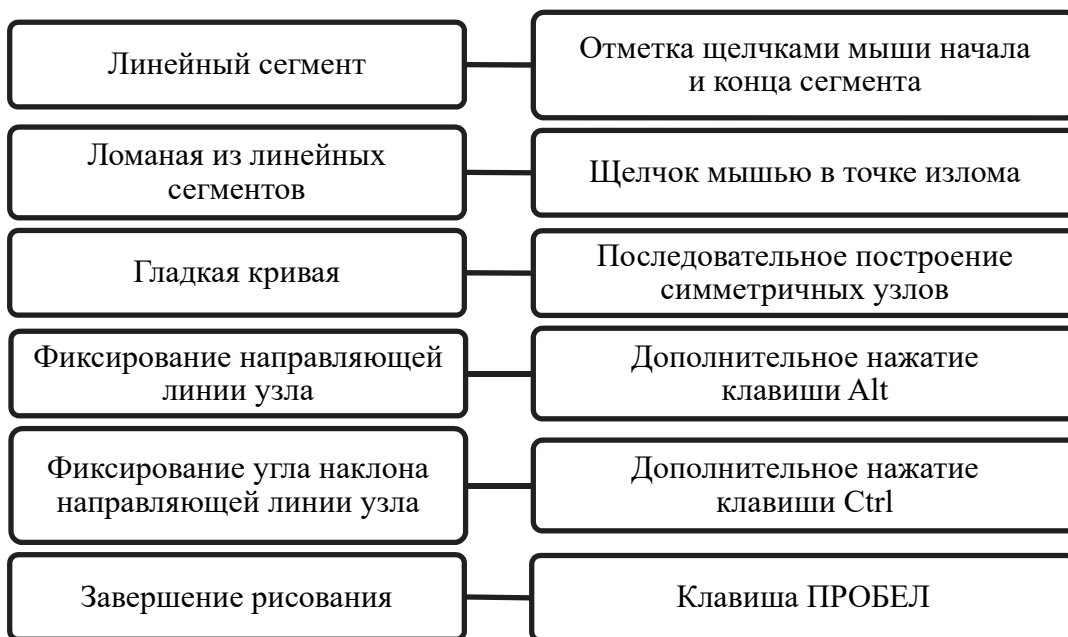 Линейный сегмент
Отметка щелчками мыши начала
и конца сегмента
Ломаная из линейных
сегментов
Щелчок мышью в точке излома
Гладкая кривая
Последовательное построение
симметричных узлов
Фиксирование направляющей
линии узла
Дополнительное нажатие
клавиши Alt
Фиксирование угла наклона
направляющей линии узла
Дополнительное нажатие
клавиши Ctrl
Завершение рисования
Клавиша ПРОБЕЛ